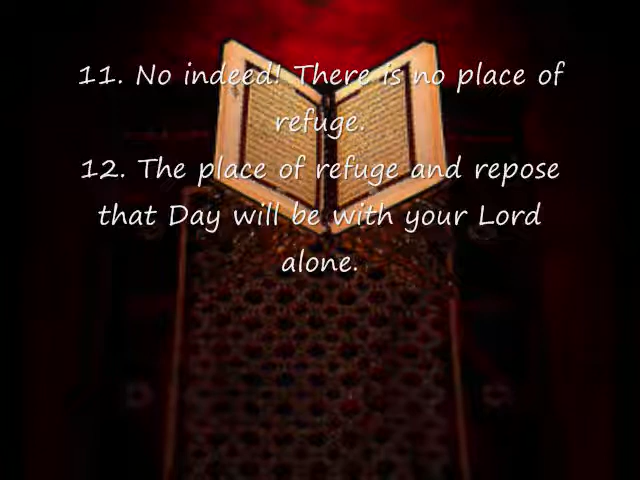 11. No indeed! There is no place of
refuge.
12. The place of refuge and repose
that Day will be with your Lord
alone.